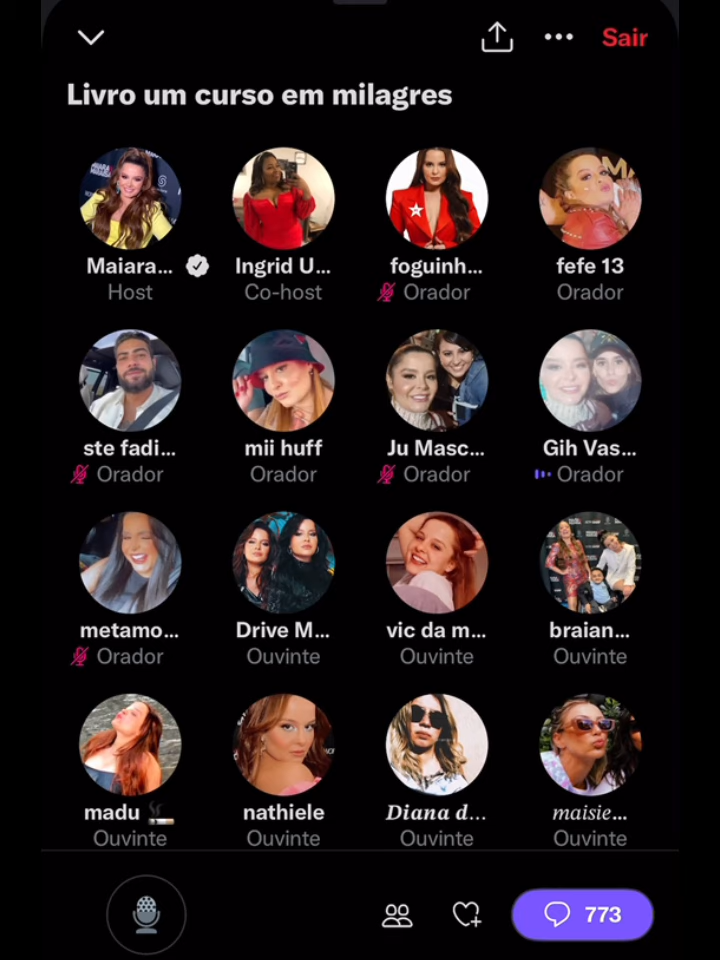 Sair
Livro um curso em milagres
Maiara... Ingrid U... foguinh... fefe 13
Host Co-host Orador Orador
ste fadi... mii huff Ju Masc... Gih Vas...
Orador Orador Orador Orador
metamo... Drive M... vic da m... braian...
Orador Ouvinte Ouvinte Ouvinte
madu nathiele Diana d... maisie...
Ouvinte Ouvinte Ouvinte Ouvinte
773